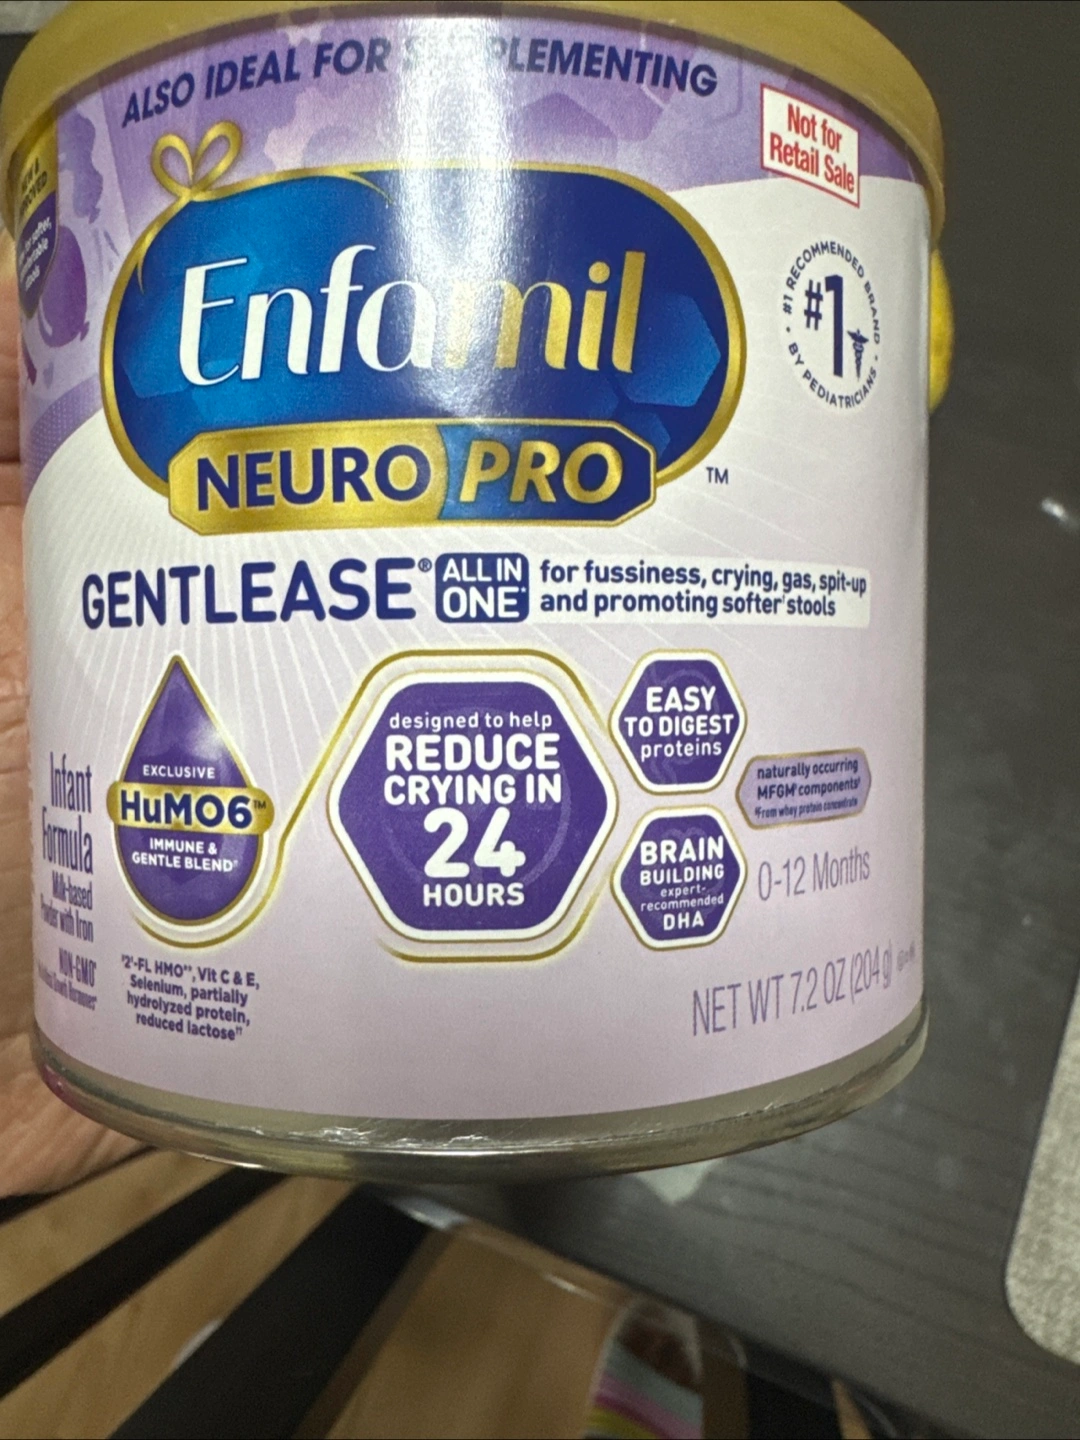 ALSO IDEAL FOR SUPPLEMENTING
Not for
Retail Sale
Enfamil
NEURO PRO
TM
#1 RECOMMENDED BRAND
BY PEDIATRICIANS
#1
GENTLEASE®
ALL IN
ONE
for fussiness, crying, gas, spit-up
and promoting softer stools
EXCLUSIVE
HuMO6™
IMMUNE &
GENTLE BLEND
designed to help
REDUCE
CRYING IN
24
HOURS
EASY
TO DIGEST
proteins
naturally occurring
MFGM components
From whey protein concentrate
BRAIN
BUILDING
expert-
recommended
DHA
0-12 Months
Infant
Formula
Milk-based
Powder with Iron
NON-GMO
2'-FL HMO, Vit C & E,
Selenium, partially
hydrolyzed protein,
reduced lactose
NET WT 7.2 OZ (204 g)